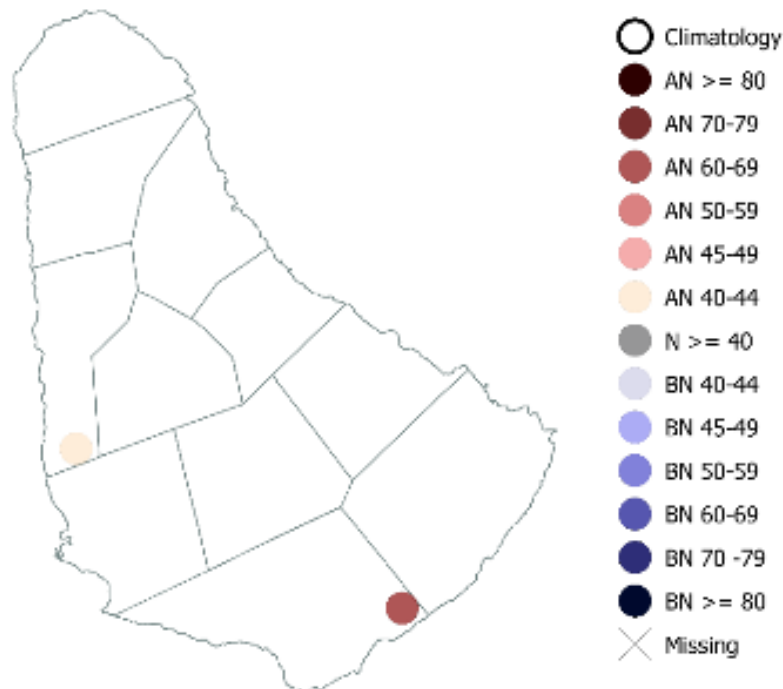 Climatology
AN >= 80
AN 70-79
AN 60-69
AN 50-59
AN 45-49
AN 40-44
N >= 40
BN 40-44
BN 45-49
BN 50-59
BN 60-69
BN 70 -79
BN >= 80
Missing